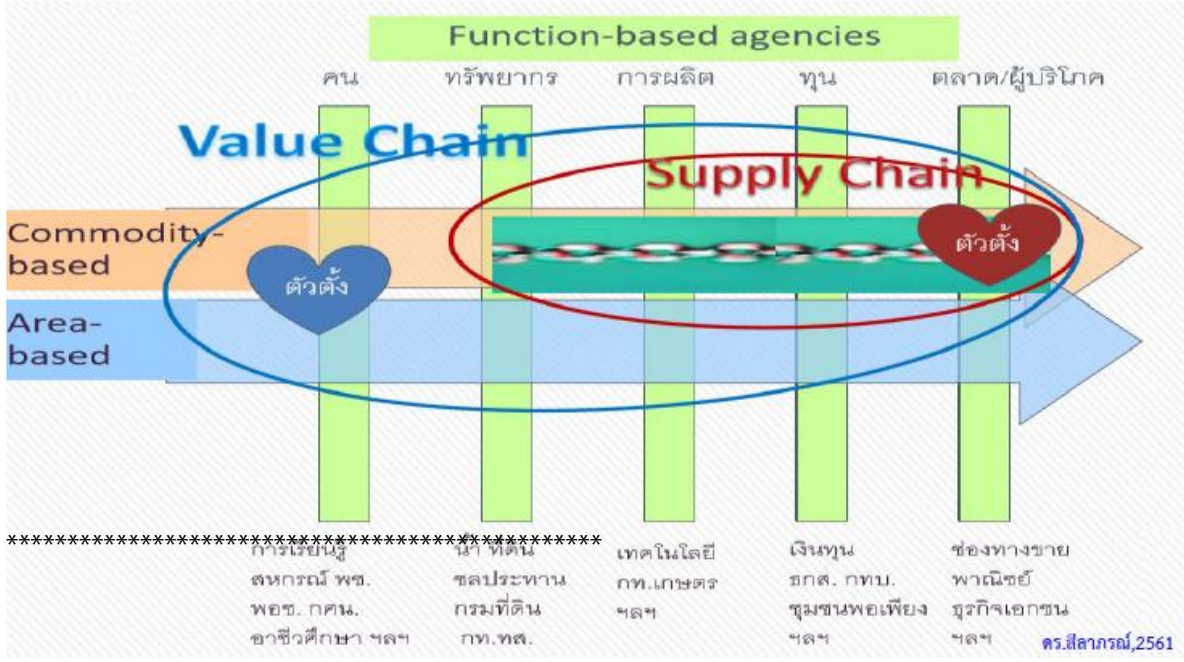 Function-based agencies
คน ทรัพยากร การผลิต ทุน ตลาด/ผู้บริโภค
Value Chain
Supply Chain
Commodity-
based
ตัวตั้ง
ตัวตั้ง
Area-
based
******************************************************
การเรียนรู้
สหกรณ์ พช.
พอช. กศน.
อาชีวศึกษา ฯลฯ
น้ำ ที่ดิน
ชลประทาน
กรมที่ดิน
กท.ทส.
เทคโนโลยี
กท.เกษตร
ฯลฯ
เงินทุน
ธกส. กทบ.
ชุมชนพอเพียง
ฯลฯ
ช่องทางขาย
พาณิชย์
ธุรกิจเอกชน
ฯลฯ
ดร.สีลาภรณ์,2561